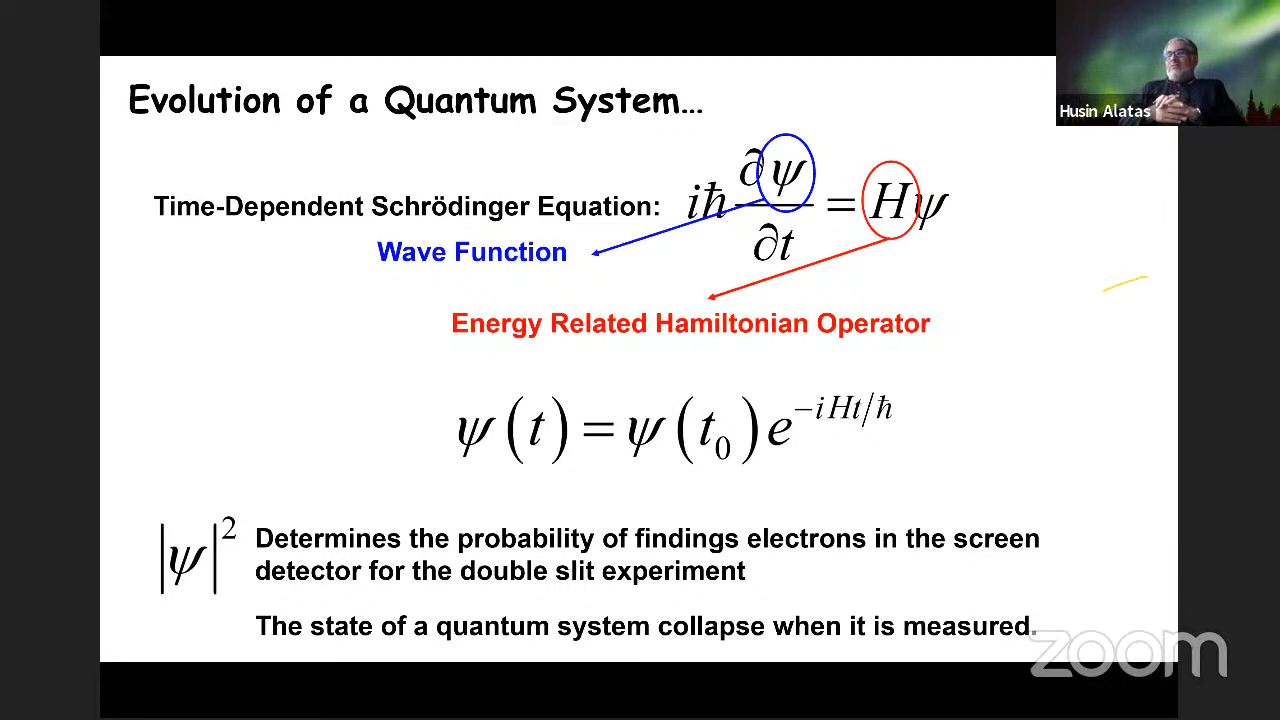 Evolution of a Quantum System…
Husin Alatas
Time-Dependent Schrödinger Equation: iħ ∂ψ/∂t = Hψ
Wave Function
Energy Related Hamiltonian Operator
ψ(t) = ψ(t₀) e^{−iHt/ħ}
|ψ|² Determines the probability of findings electrons in the screen
detector for the double slit experiment
The state of a quantum system collapse when it is measured.
zoom